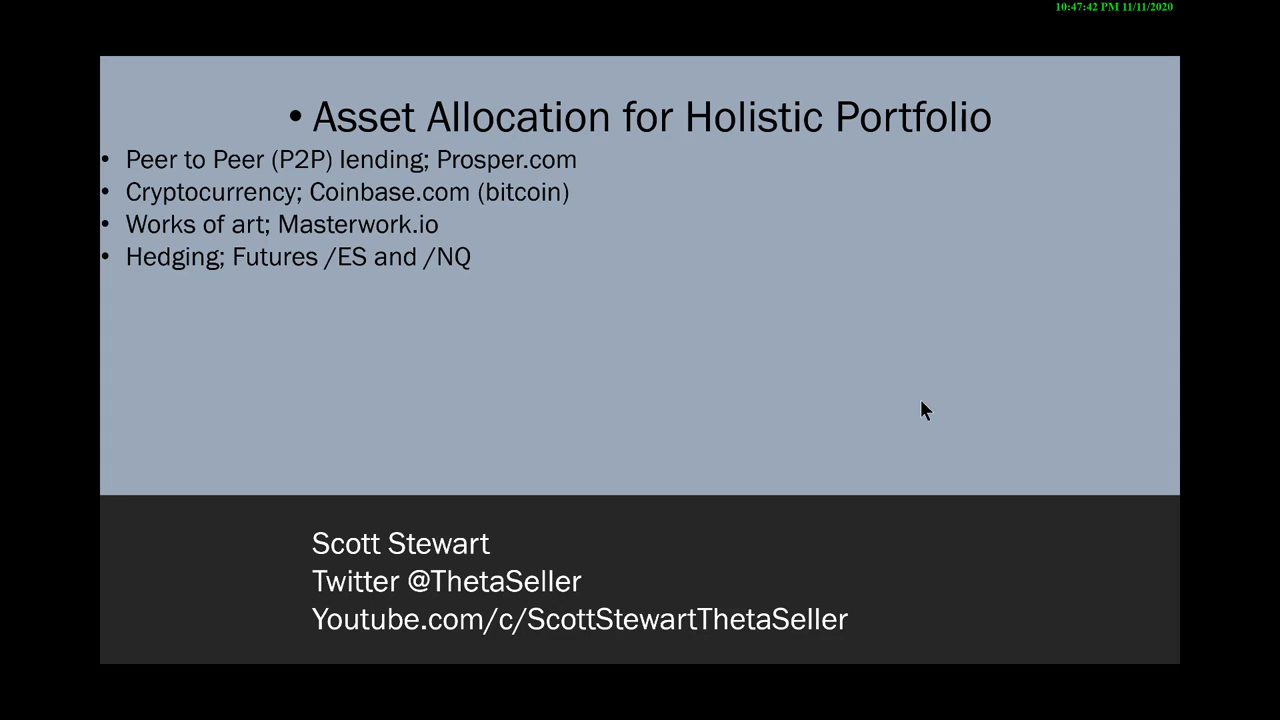 10:47:42 PM 11/11/2020
• Asset Allocation for Holistic Portfolio
• Peer to Peer (P2P) lending; Prosper.com
• Cryptocurrency; Coinbase.com (bitcoin)
• Works of art; Masterwork.io
• Hedging; Futures /ES and /NQ
Scott Stewart
Twitter @ThetaSeller
Youtube.com/c/ScottStewartThetaSeller